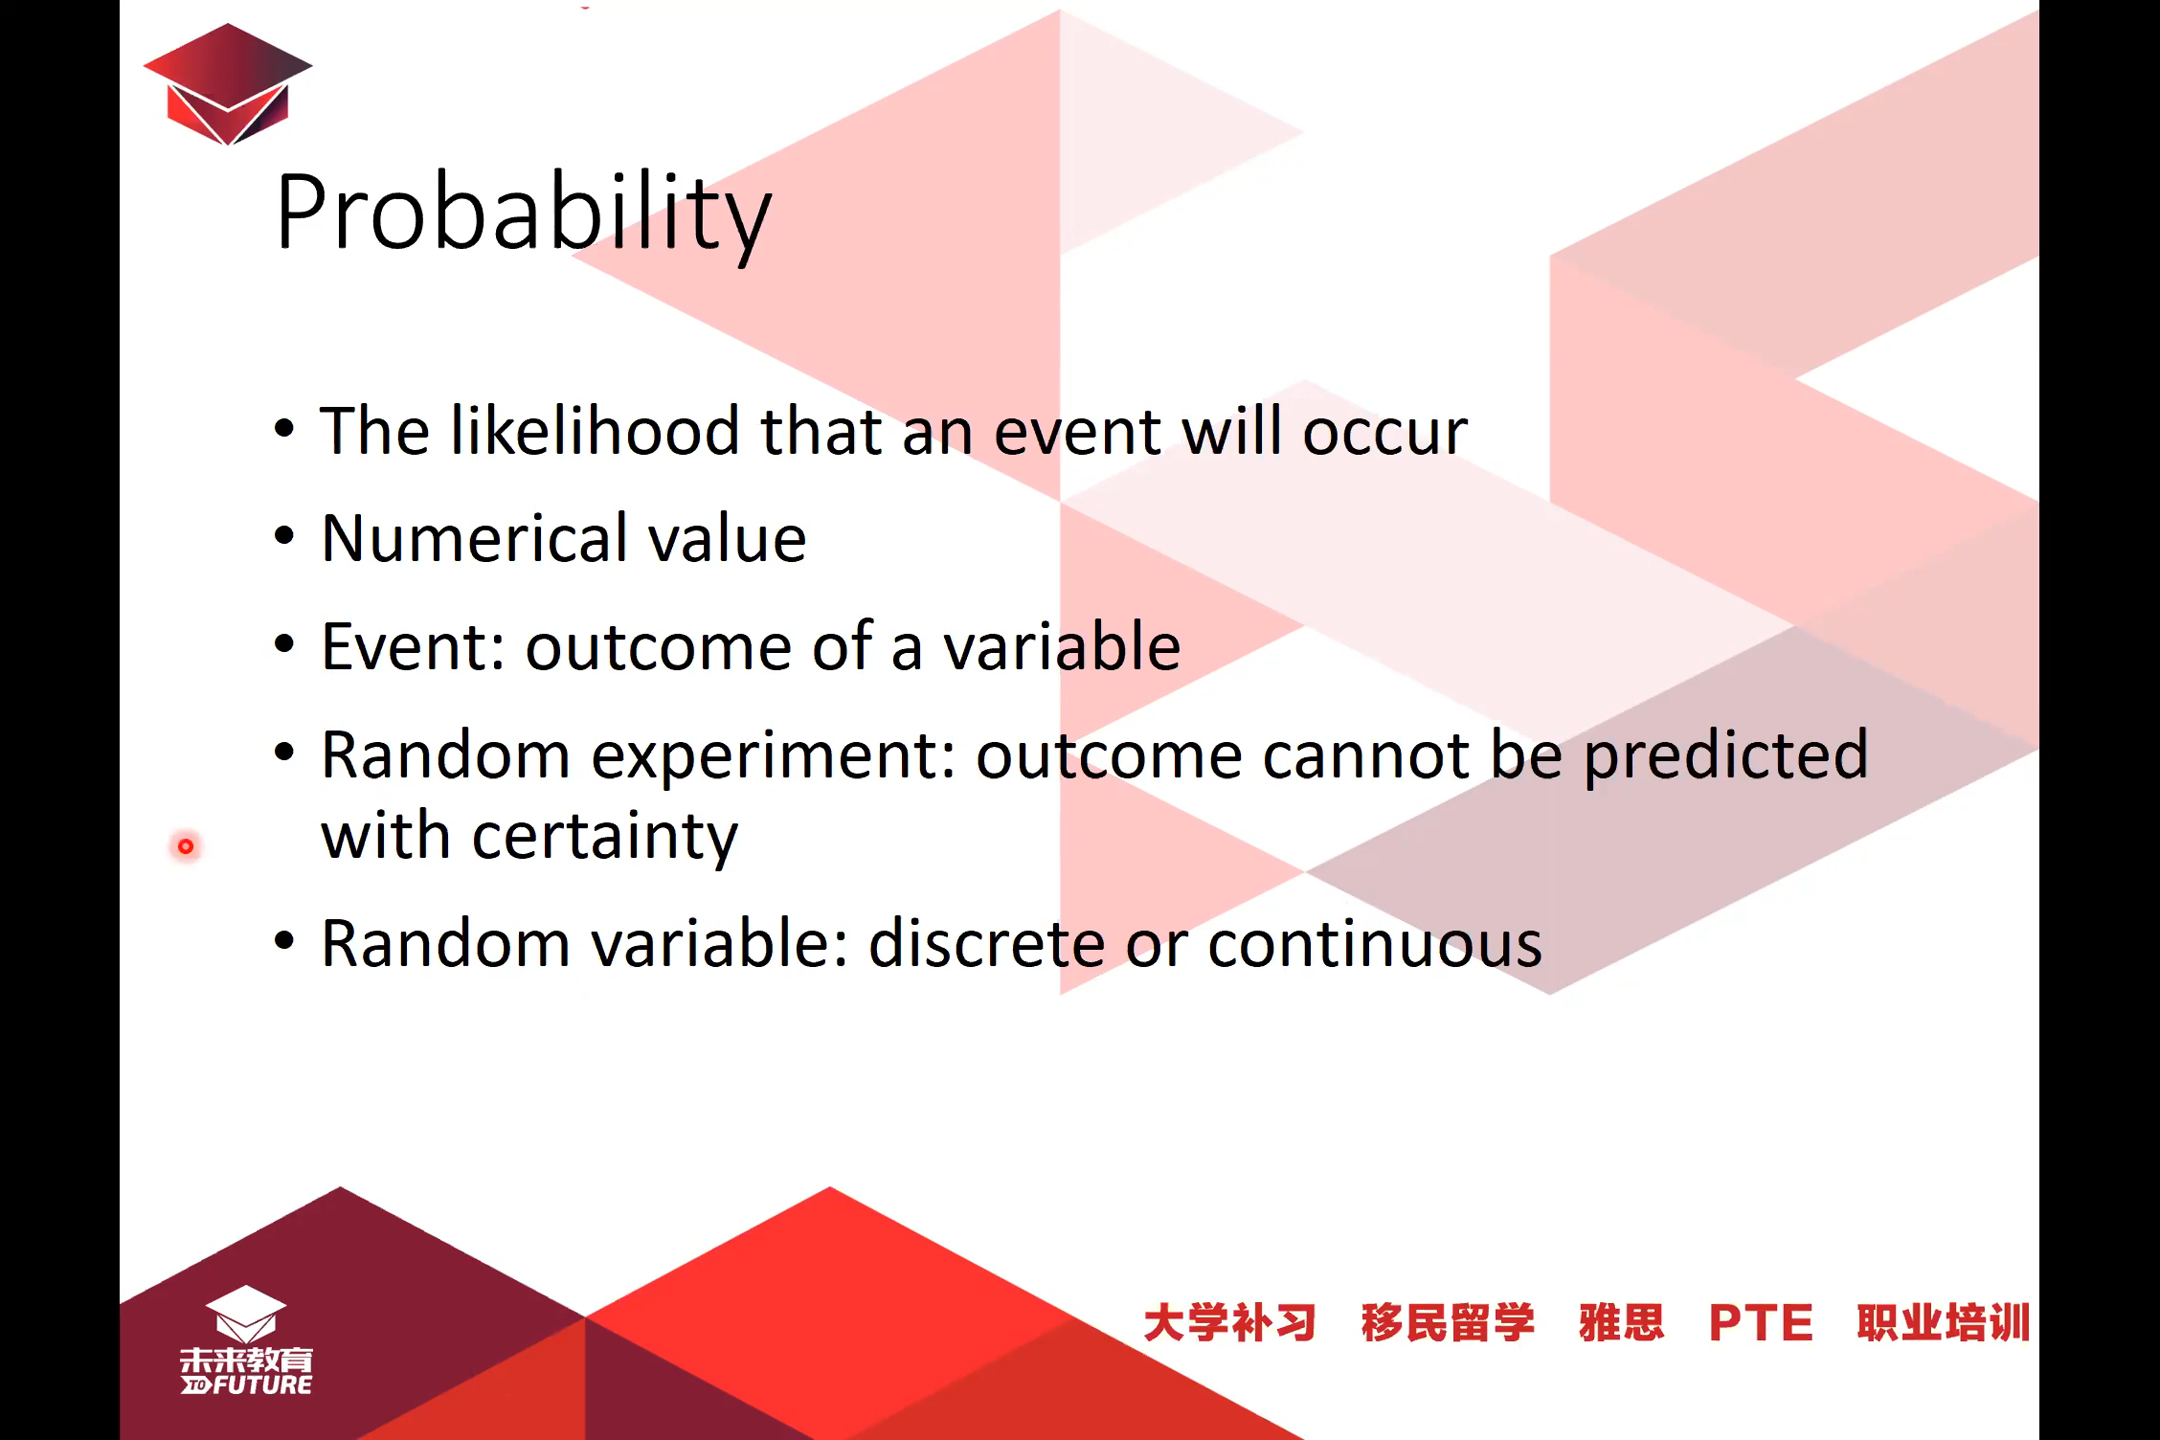 Probability
• The likelihood that an event will occur
• Numerical value
• Event: outcome of a variable
• Random experiment: outcome cannot be predicted
with certainty
• Random variable: discrete or continuous
大学补习 移民留学 雅思 PTE 职业培训
未来教育
TO FUTURE